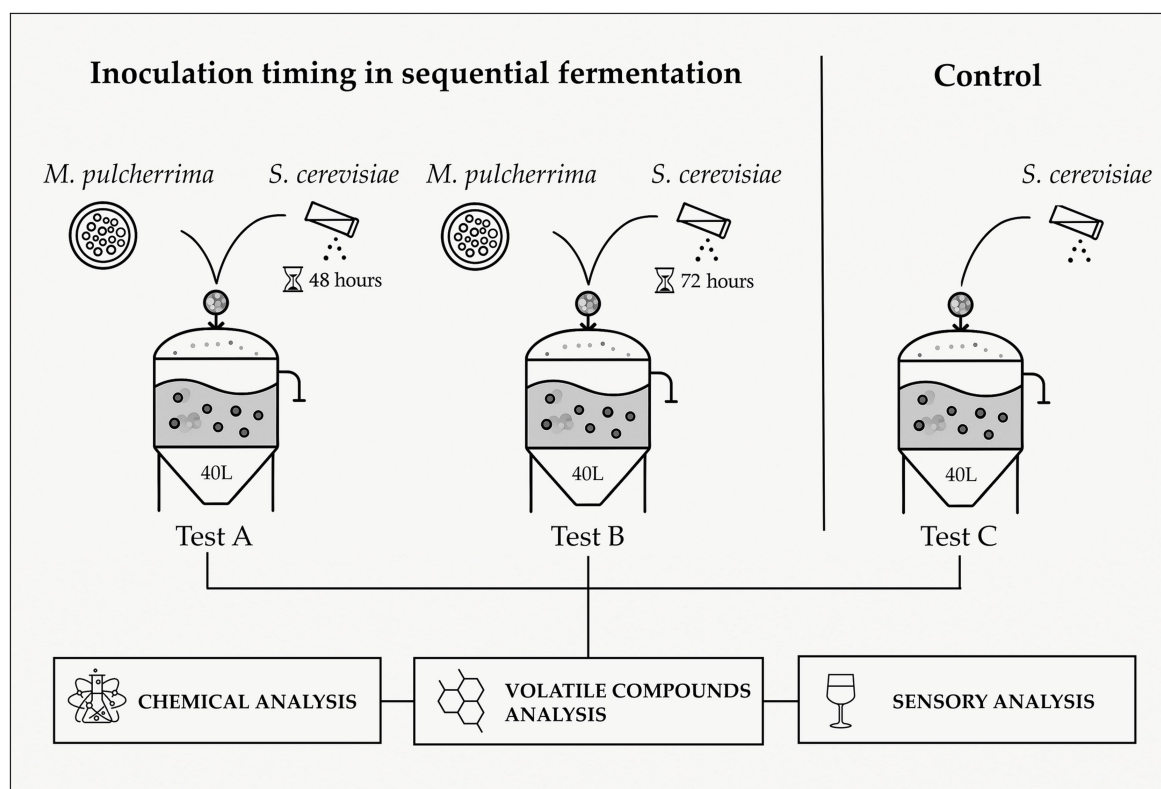 Inoculation timing in sequential fermentation
Control
M. pulcherrima
S. cerevisiae
M. pulcherrima
S. cerevisiae
S. cerevisiae
48 hours
72 hours
40L
40L
40L
Test A
Test B
Test C
CHEMICAL ANALYSIS
VOLATILE COMPOUNDS
ANALYSIS
SENSORY ANALYSIS